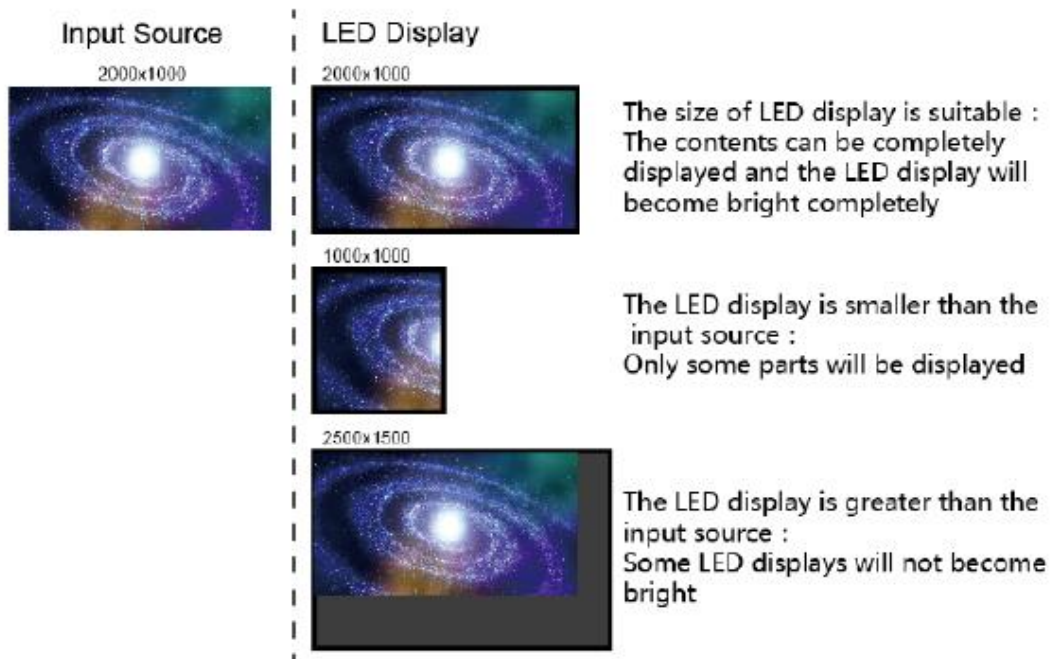 Input Source
LED Display
2000x1000
2000x1000
The size of LED display is suitable :
The contents can be completely
displayed and the LED display will
become bright completely
1000x1000
The LED display is smaller than the
input source :
Only some parts will be displayed
2500x1500
The LED display is greater than the
input source :
Some LED displays will not become
bright